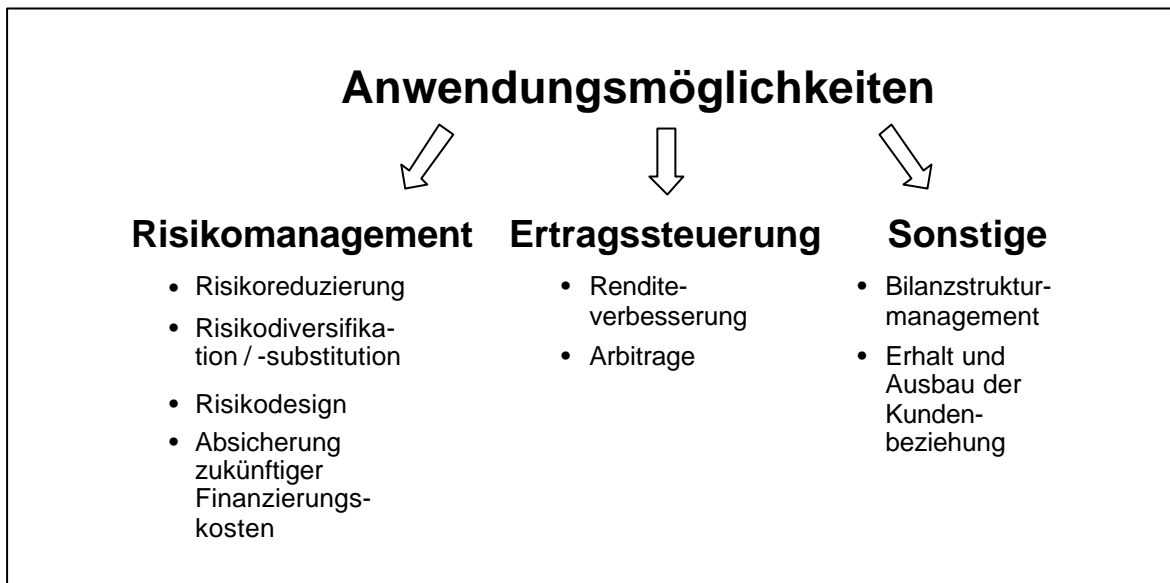 Anwendungsmöglichkeiten
Risikomanagement
• Risikoreduzierung
• Risikodiversifika-
tion / -substitution
• Risikodesign
• Absicherung
zukünftiger
Finanzierungs-
kosten
Ertragssteuerung
• Rendite-
verbesserung
• Arbitrage
Sonstige
• Bilanzstruktur-
management
• Erhalt und
Ausbau der
Kunden-
beziehung